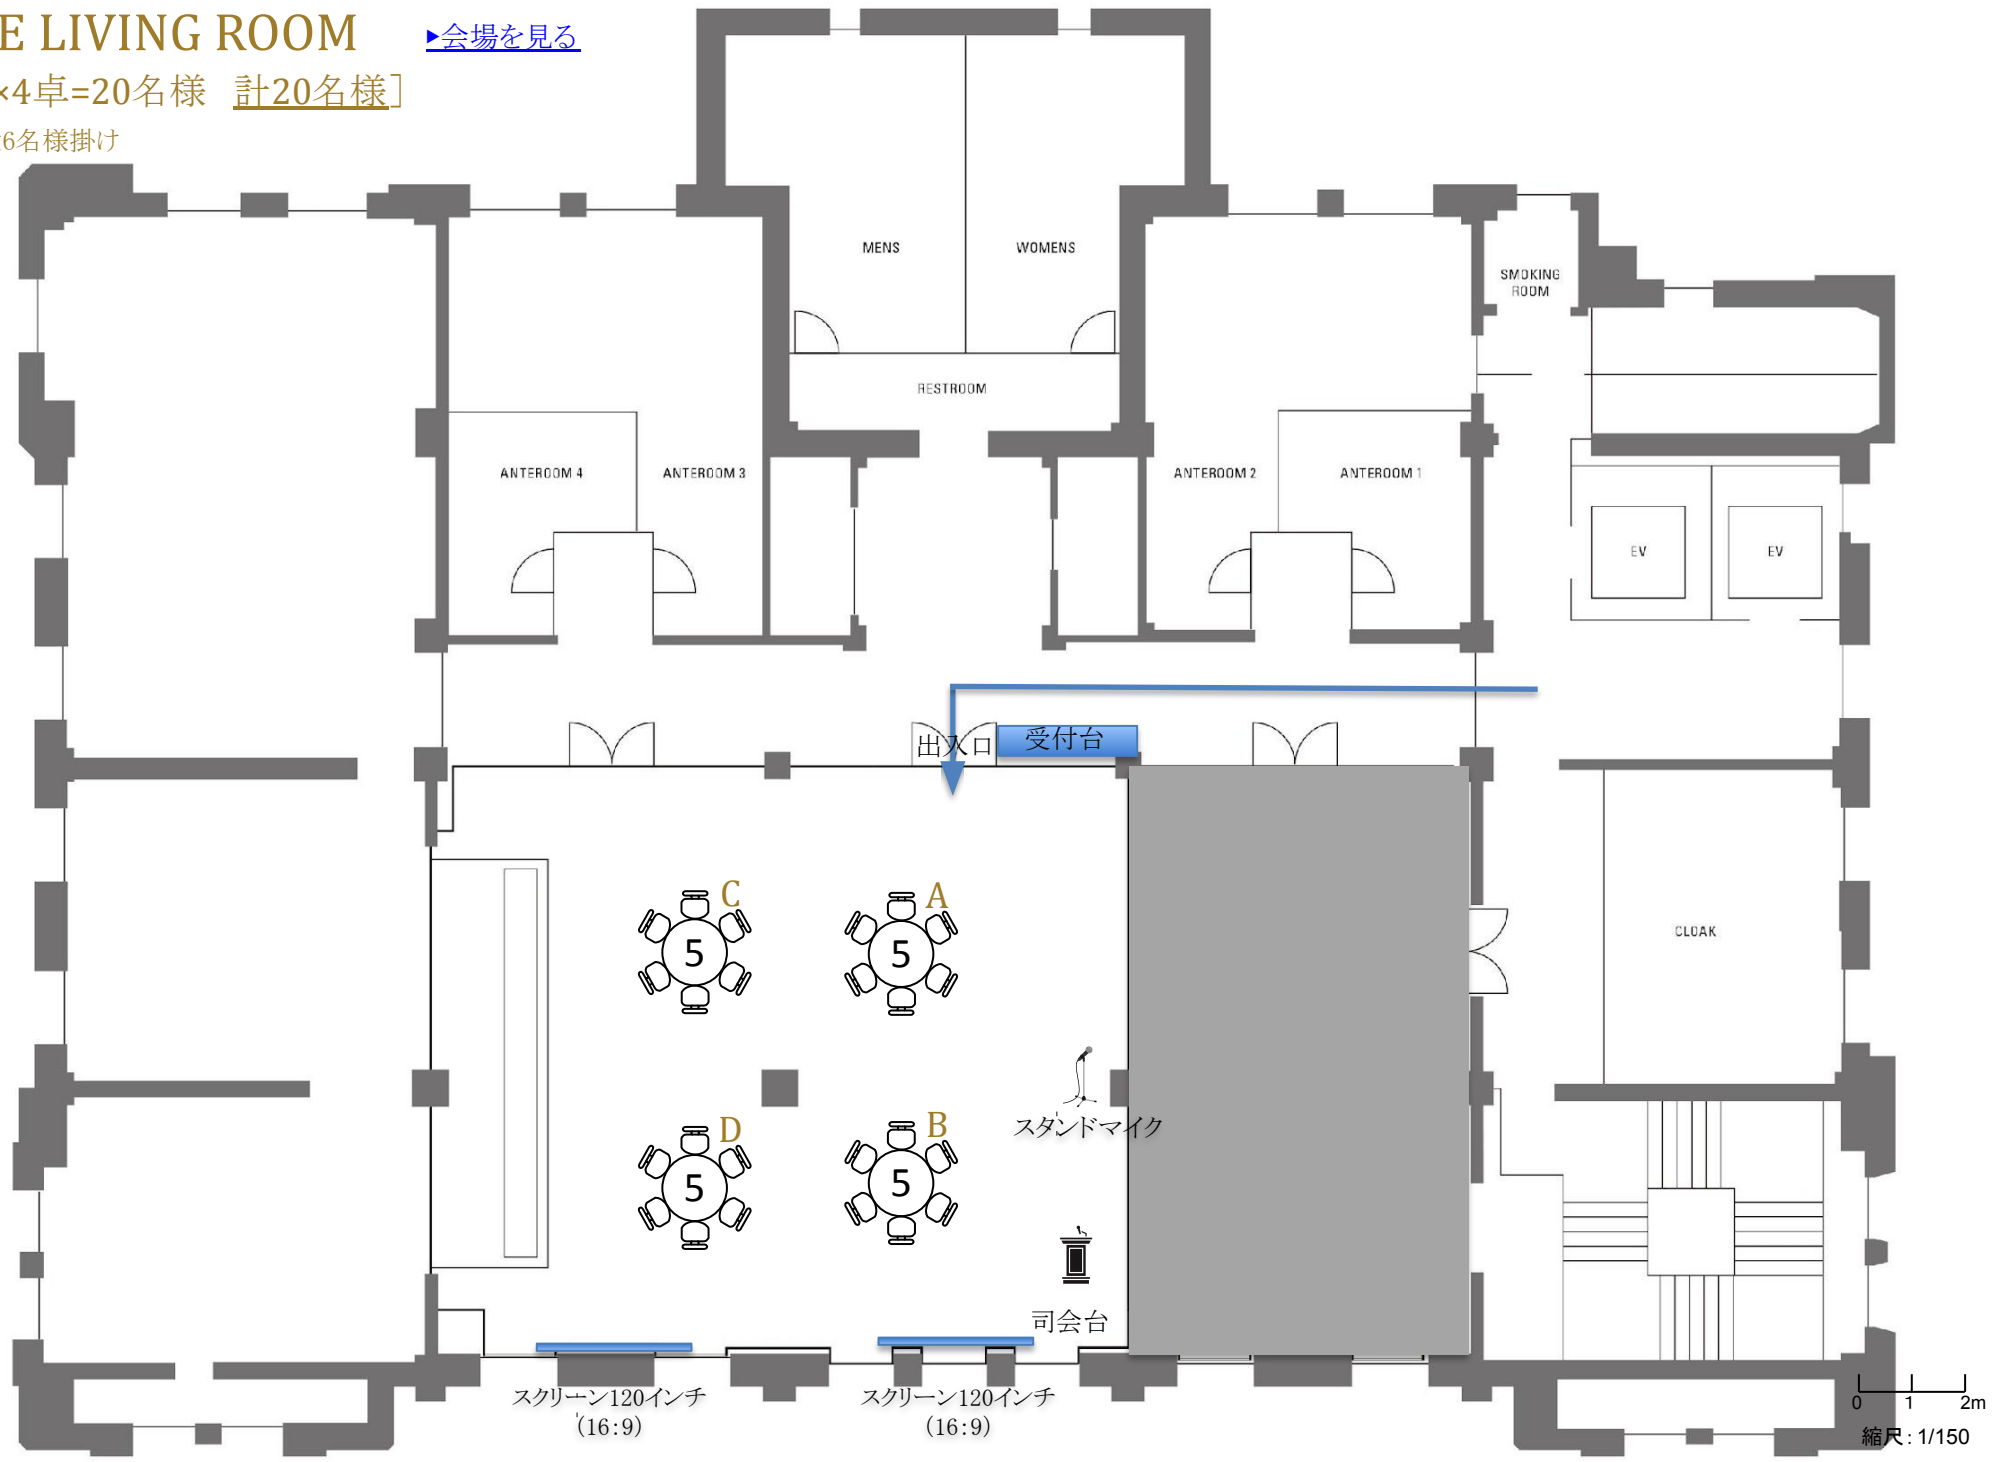 E LIVING ROOM
▶会場を見る
×4卓=20名様 計20名様］
6名様掛け
MENS
WOMENS
SMOKING
ROOM
RESTROOM
ANTEROOM 4
ANTEROOM 3
ANTEROOM 2
ANTEROOM 1
EV
EV
出入口
受付台
C
A
5
5
CLOAK
スタンドマイク
D
B
5
5
司会台
スクリーン120インチ
(16:9)
スクリーン120インチ
(16:9)
0 1 2m
縮尺：1/150